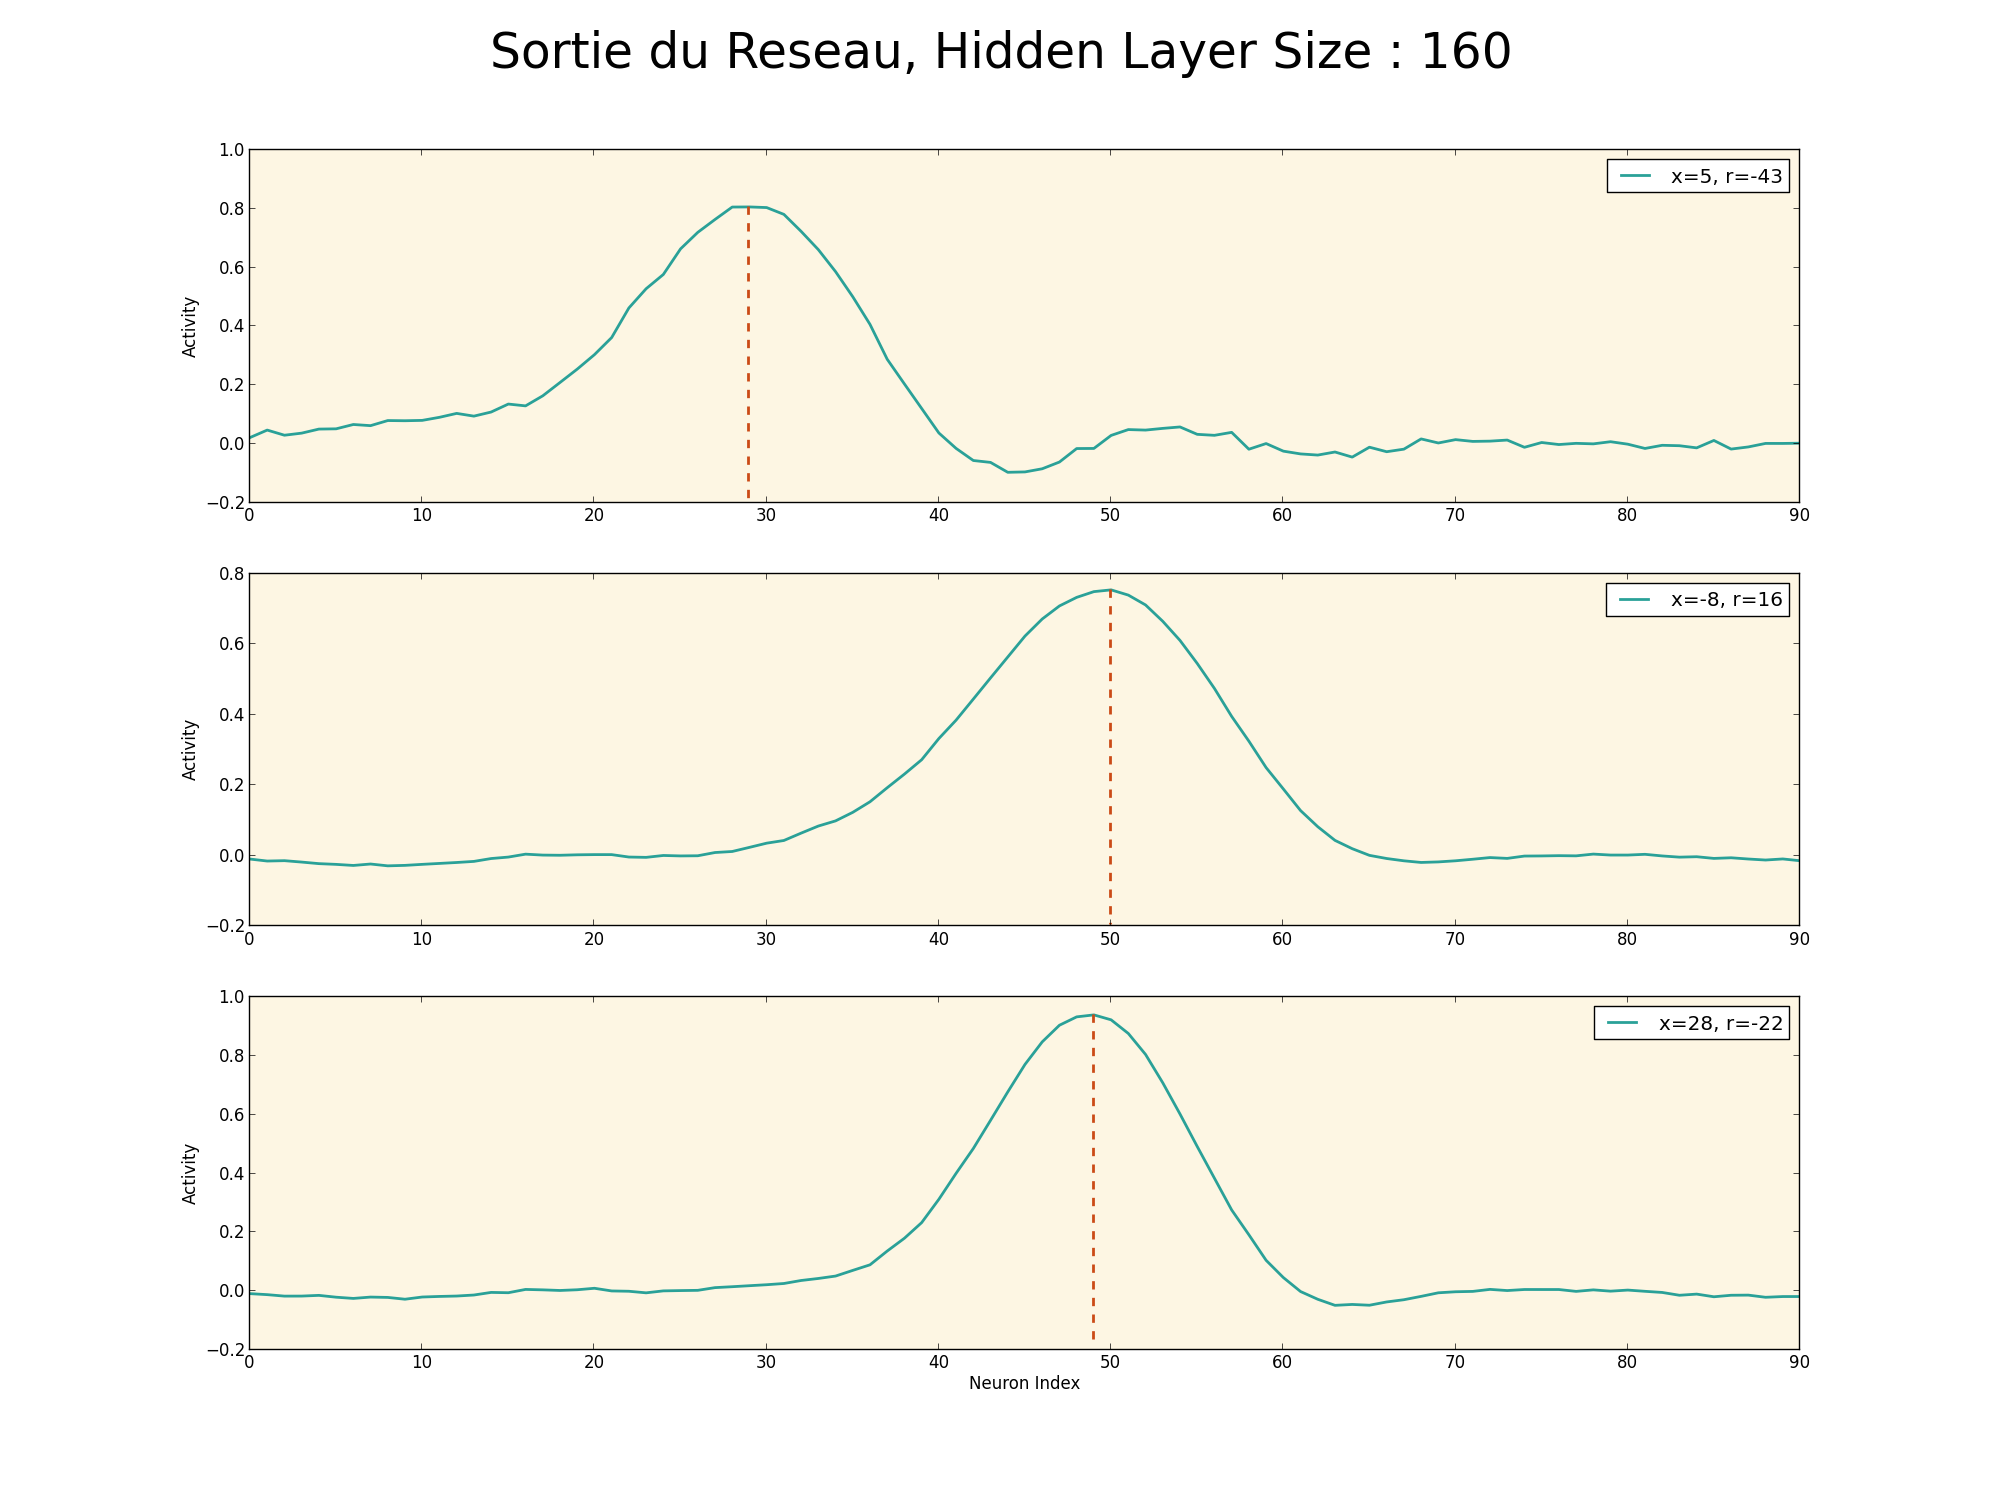 Sortie du Reseau, Hidden Layer Size : 160
1.0
0.8
0.6
0.4
0.2
0.0
−0.2
Activity
x=5, r=-43
0 10 20 30 40 50 60 70 80 90
0.8
0.6
0.4
0.2
0.0
−0.2
Activity
x=-8, r=16
0 10 20 30 40 50 60 70 80 90
1.0
0.8
0.6
0.4
0.2
0.0
−0.2
Activity
x=28, r=-22
0 10 20 30 40 50 60 70 80 90
Neuron Index